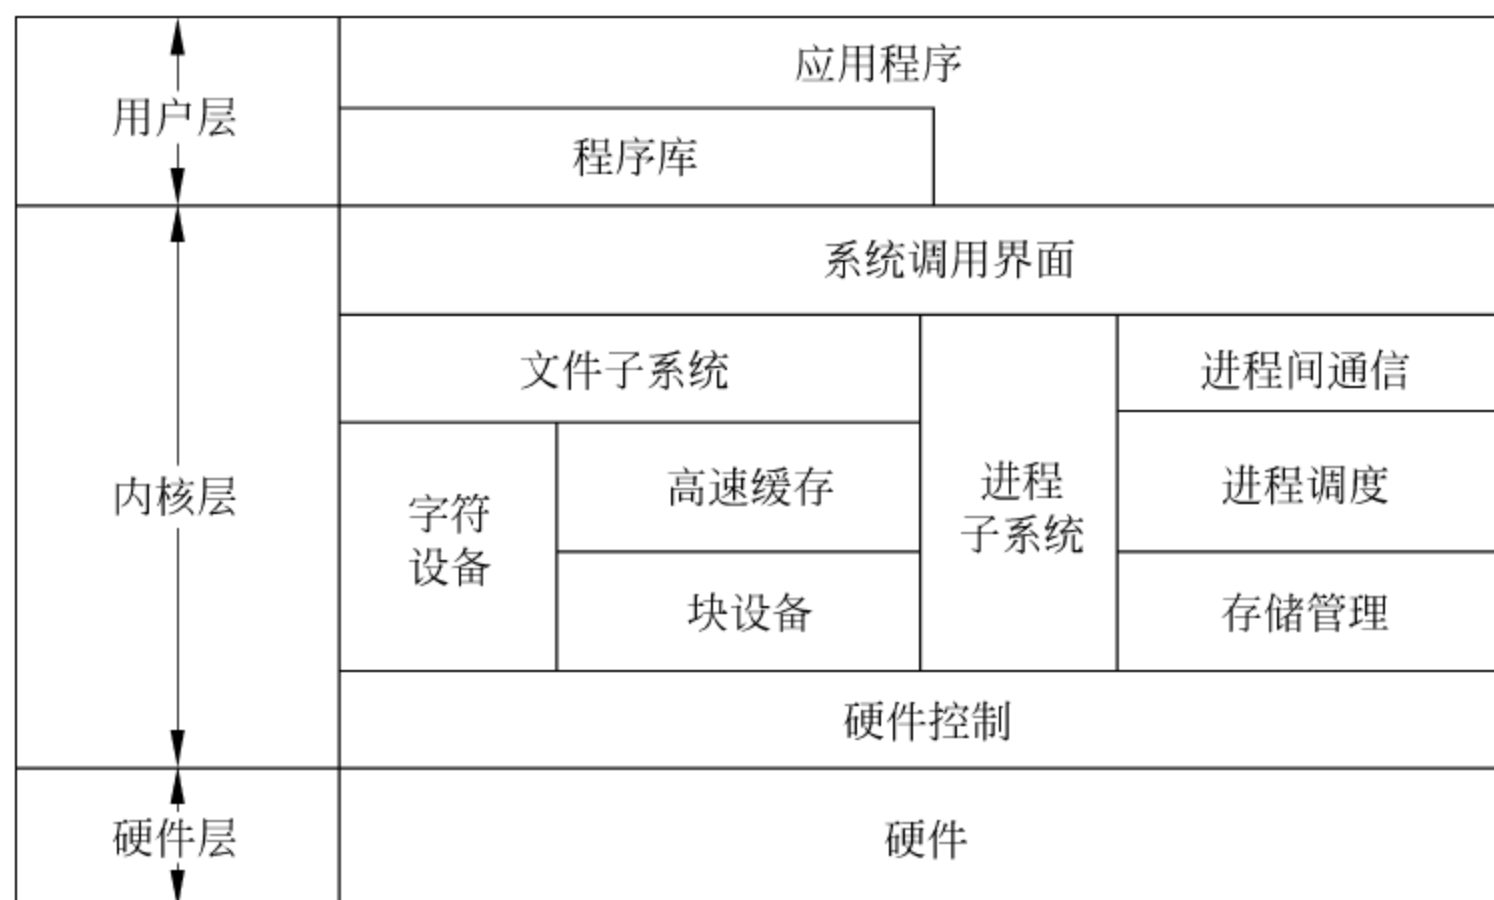 应用程序
用户层
程序库
系统调用界面
文件子系统
进程间通信
内核层
字符
设备
高速缓存
进程
子系统
进程调度
块设备
存储管理
硬件控制
硬件层
硬件